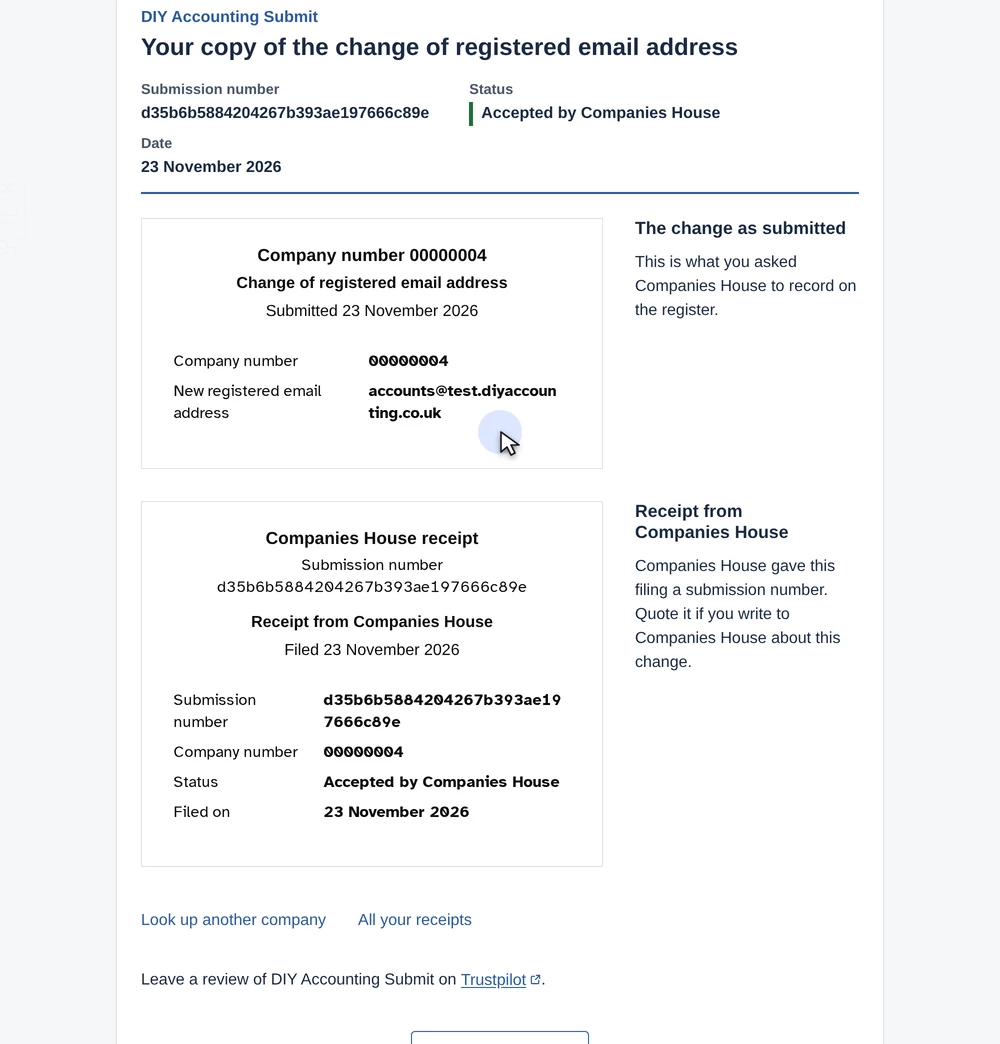 DIY Accounting Submit
Your copy of the change of registered email address
Submission number
d35b6b5884204267b393ae197666c89e
Status
Accepted by Companies House
Date
23 November 2026
Company number 00000004
Change of registered email address
Submitted 23 November 2026
Company number
00000004
New registered email
address
accounts@test.diyaccoun
ting.co.uk
The change as submitted
This is what you asked
Companies House to record on
the register.
Companies House receipt
Submission number
d35b6b5884204267b393ae197666c89e
Receipt from Companies House
Filed 23 November 2026
Submission
number
d35b6b5884204267b393ae19
7666c89e
Company number
00000004
Status
Accepted by Companies House
Filed on
23 November 2026
Receipt from
Companies House
Companies House gave this
filing a submission number.
Quote it if you write to
Companies House about this
change.
Look up another company
All your receipts
Leave a review of DIY Accounting Submit on Trustpilot.